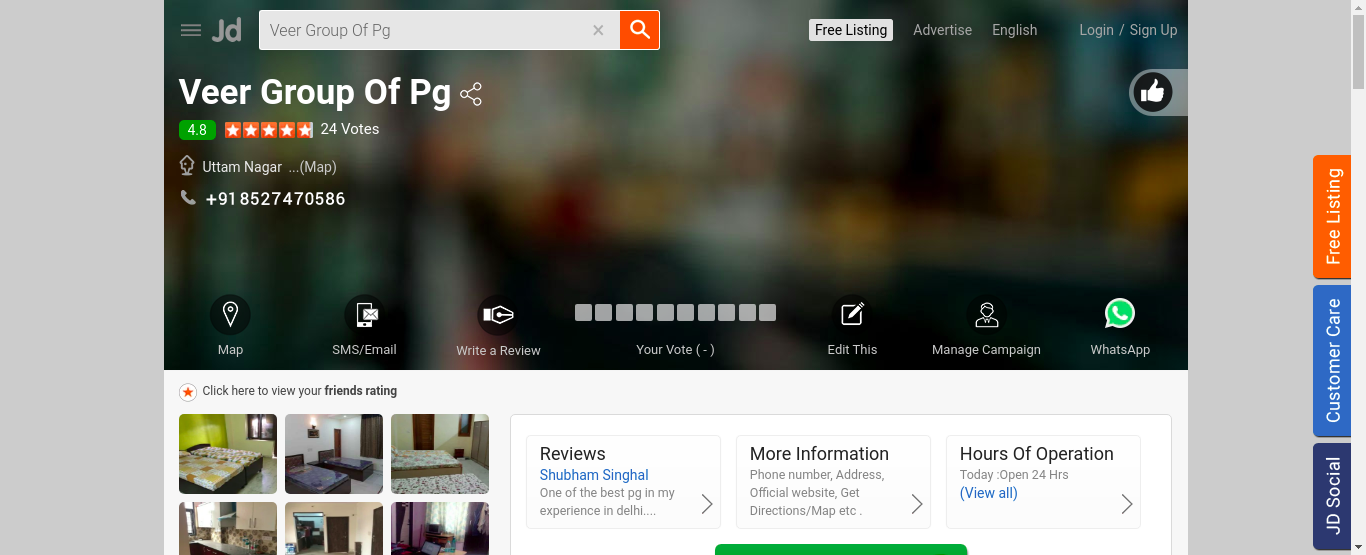 Jd
Veer Group Of Pg
Free Listing
Advertise
English
Login / Sign Up
Veer Group Of Pg
4.8
24 Votes
Uttam Nagar ...(Map)
+918527470586
Map
SMS/Email
Write a Review
Your Vote ( - )
Edit This
Manage Campaign
WhatsApp
Click here to view your friends rating
Reviews
Shubham Singhal
One of the best pg in my
experience in delhi....
More Information
Phone number, Address,
Official website, Get
Directions/Map etc .
Hours Of Operation
Today :Open 24 Hrs
(View all)
Free Listing
Customer Care
JD Social